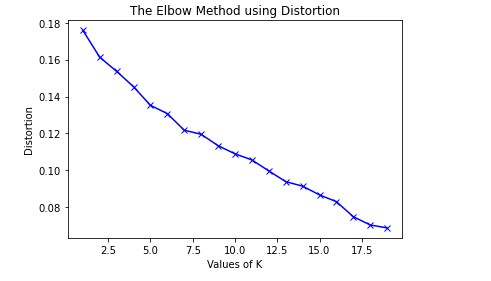 The Elbow Method using Distortion
0.18
0.16
0.14
0.12
0.10
0.08
Distortion
2.5 5.0 7.5 10.0 12.5 15.0 17.5
Values of K